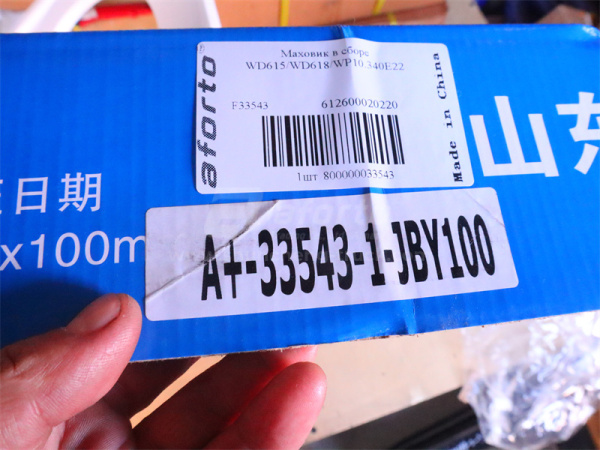 Маховик в сборе
WD615/WD618/WP10.340E22
F33543 612600020220
aforto
Made in China
1шт 800000033543
山东
日期
x100m
A+-33543-1-JBY100
aforto